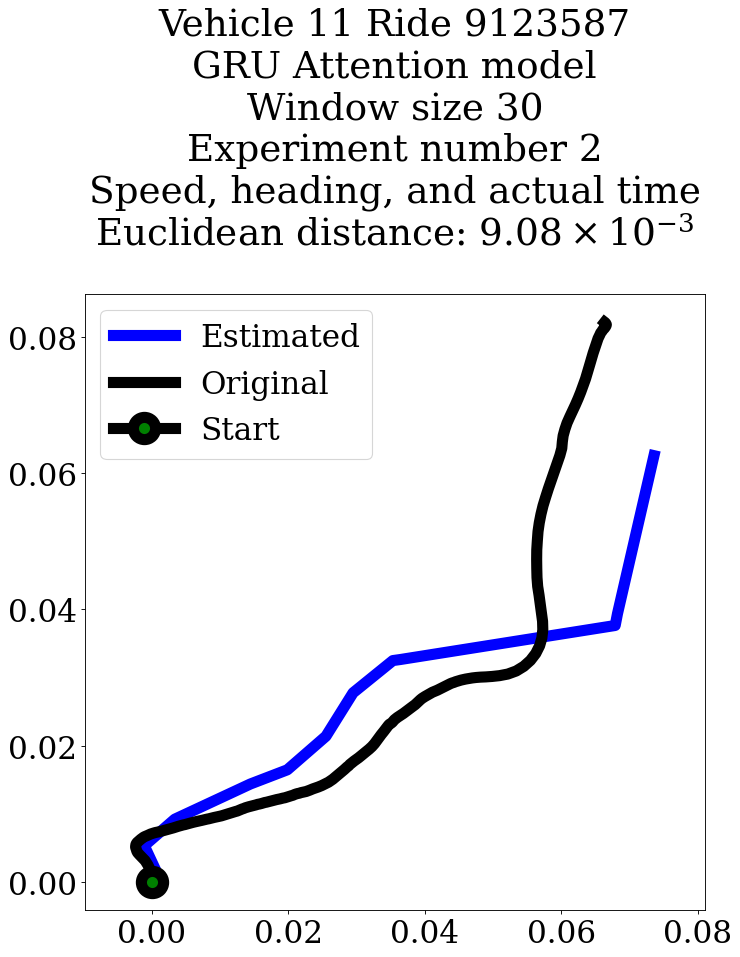 Vehicle 11 Ride 9123587
GRU Attention model
Window size 30
Experiment number 2
Speed, heading, and actual time
Euclidean distance: 9.08 × 10⁻³
Estimated
Original
Start
0.08
0.06
0.04
0.02
0.00
0.00 0.02 0.04 0.06 0.08